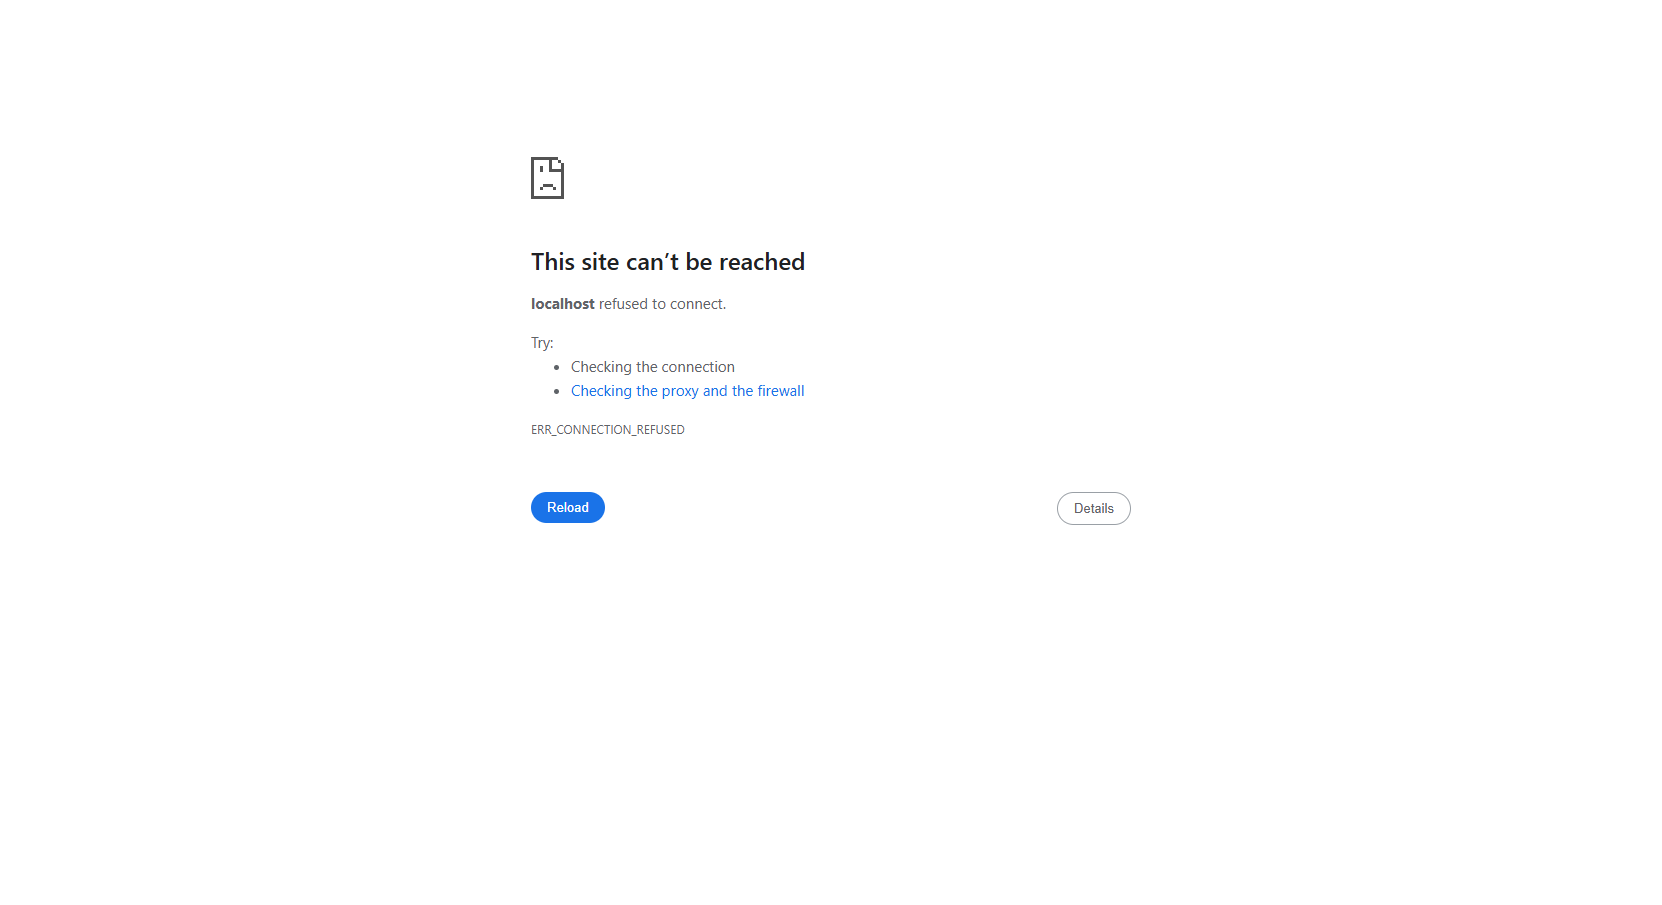 This site can’t be reached
localhost refused to connect.
Try:
Checking the connection
Checking the proxy and the firewall
ERR_CONNECTION_REFUSED
Reload
Details